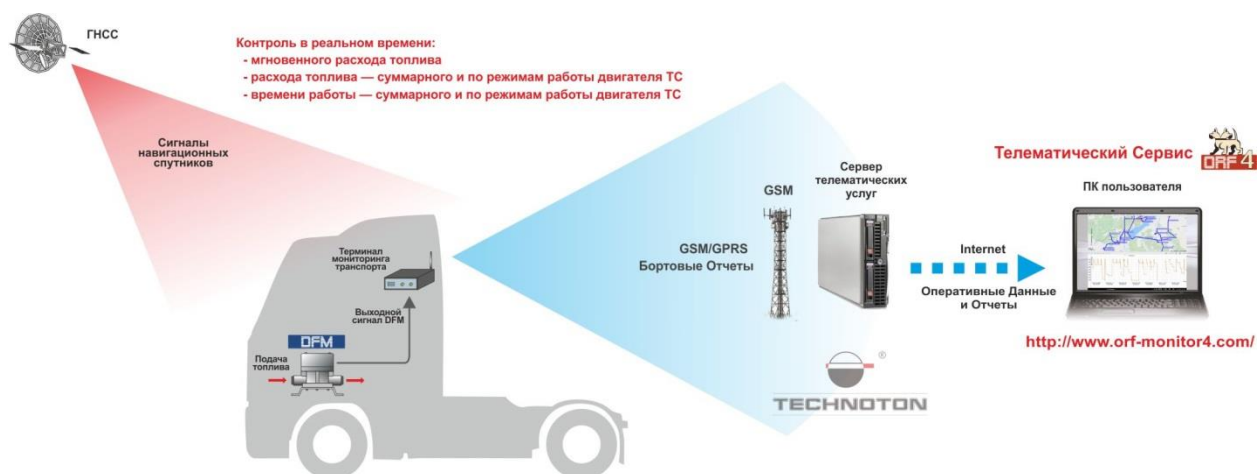 ГНСС
Контроль в реальном времени:
- мгновенного расхода топлива
- расхода топлива — суммарного и по режимам работы двигателя ТС
- времени работы — суммарного и по режимам работы двигателя ТС
Сигналы
навигационных
спутников
Терминал
мониторинга
транспорта
Выходной
сигнал DFM
DFM
Подача
топлива
GSM/GPRS
Бортовые Отчеты
GSM
Сервер
телематических
услуг
®
TECHNOTON
Internet
Оперативные Данные
и Отчеты
Телематический Сервис
ORF 4
ПК пользователя
http://www.orf-monitor4.com/